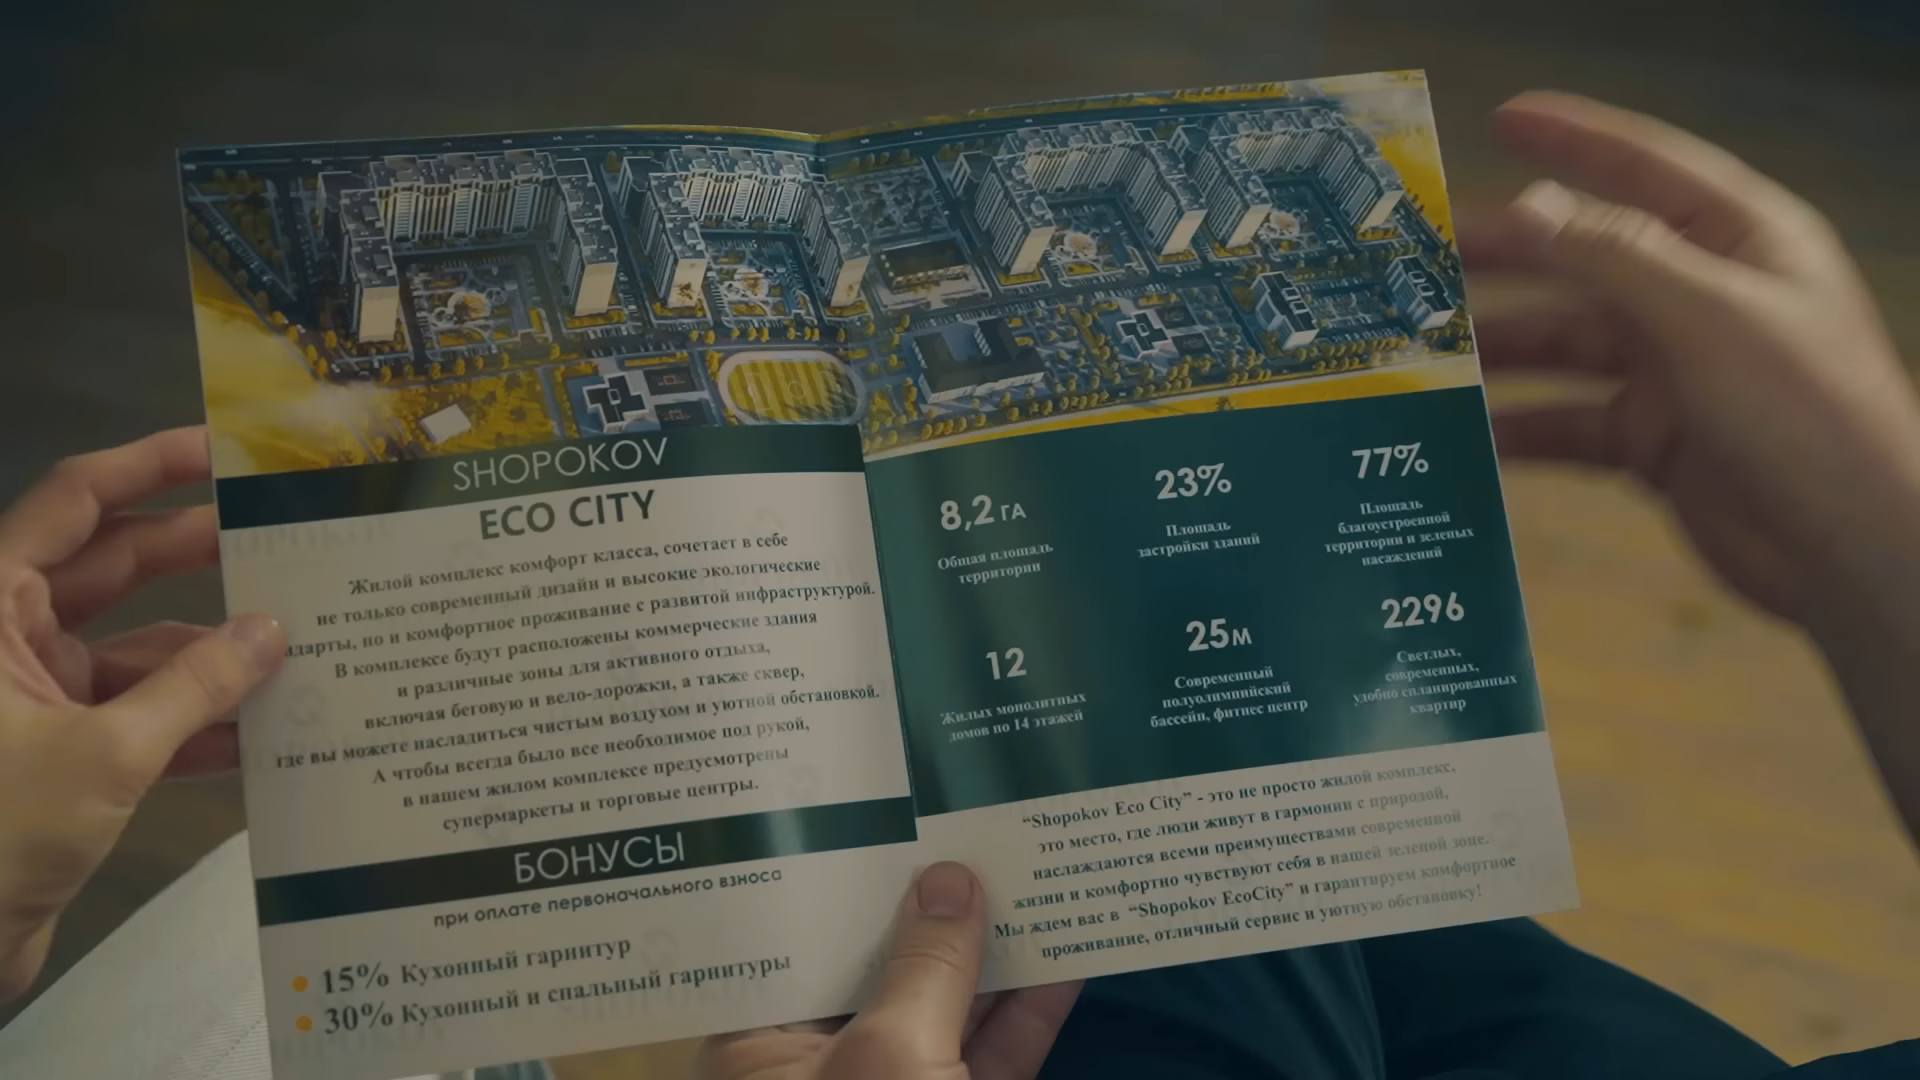 SHOPOKOV
ECO CITY
Жилой комплекс комфорт класса, сочетает в себе
не только современный дизайн и высокие экологические
ндарты, но и комфортное проживание с развитой инфраструктурой.
В комплексе будут расположены коммерческие здания
и различные зоны для активного отдыха,
включая беговую и вело-дорожки, а также сквер,
где вы можете насладиться чистым воздухом и уютной обстановкой.
А чтобы всегда было все необходимое под рукой,
в нашем жилом комплексе предусмотрены
супермаркеты и торговые центры.
БОНУСЫ
при оплате первоначального взноса
15% Кухонный гарнитур
30% Кухонный и спальный гарнитуры
8,2 ГА
Общая площадь
территории
23%
Площадь
застройки зданий
77%
Площадь
благоустроенной
территории и зеленых
насаждений
12
Жилых монолитных
домов по 14 этажей
25м
Современный
полуолимпийский
бассейн, фитнес центр
2296
Светлых,
современных,
удобно спланированных
квартир
“Shopokov Eco City” - это не просто жилой комплекс,
это место, где люди живут в гармонии с природой,
наслаждаются всеми преимуществами современной
жизни и комфортно чувствуют себя в нашей зеленой зоне.
Мы ждем вас в “Shopokov EcoCity” и гарантируем комфортное
проживание, отличный сервис и уютную обстановку!